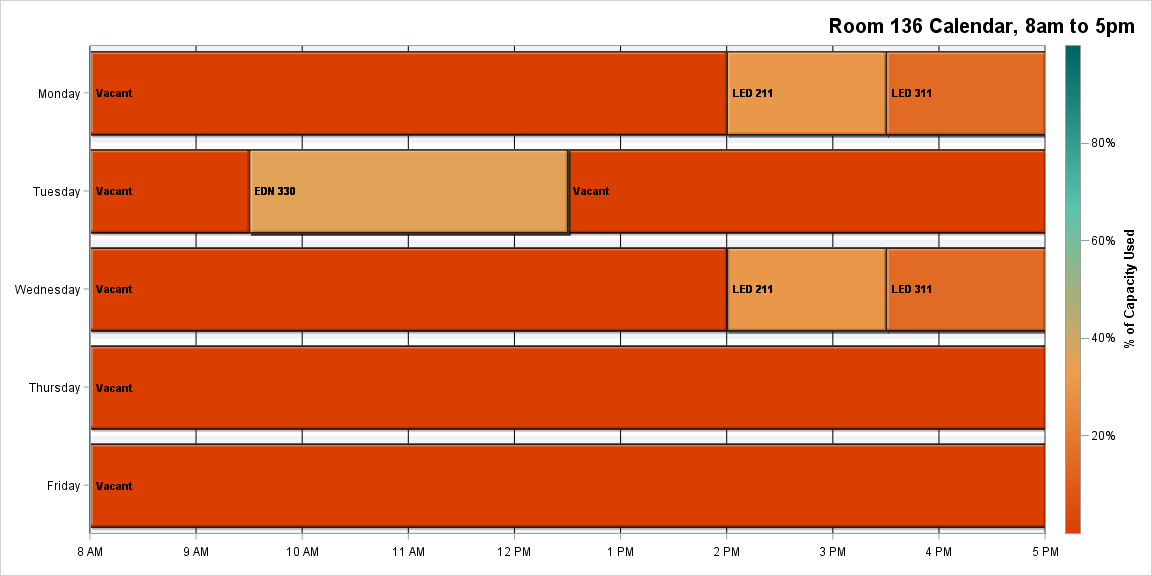 Room 136 Calendar, 8am to 5pm
Monday
Vacant
LED 211
LED 311
Tuesday
Vacant
EDN 330
Vacant
Wednesday
Vacant
LED 211
LED 311
Thursday
Vacant
Friday
Vacant
8 AM
9 AM
10 AM
11 AM
12 PM
1 PM
2 PM
3 PM
4 PM
5 PM
80%
60%
40%
20%
% of Capacity Used